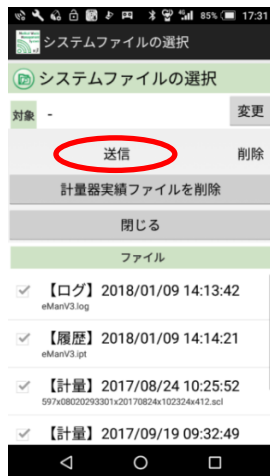 85% 17:31
システムファイルの選択
システムファイルの選択
対象 - 変更
送信 削除
計量器実績ファイルを削除
閉じる
ファイル
【ログ】2018/01/09 14:13:42
eManV3.log
【履歴】2018/01/09 14:14:21
eManV3.ipt
【計量】2017/08/24 10:25:52
597x08020293301x20170824x102324x412.scl
【計量】2017/09/19 09:32:49